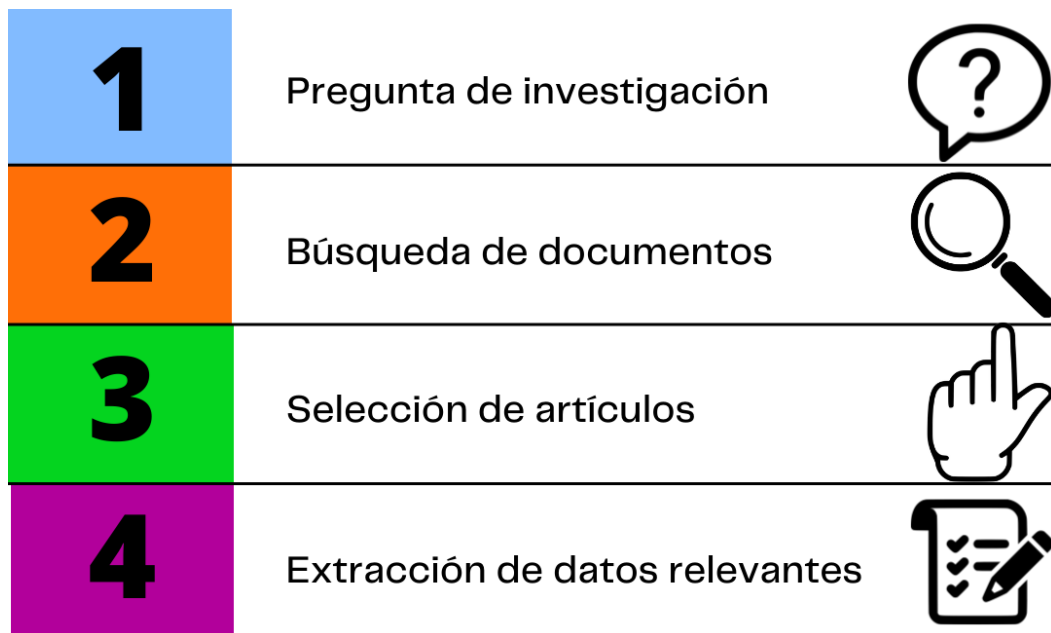 1
Pregunta de investigación
?
2
Búsqueda de documentos
3
Selección de artículos
4
Extracción de datos relevantes